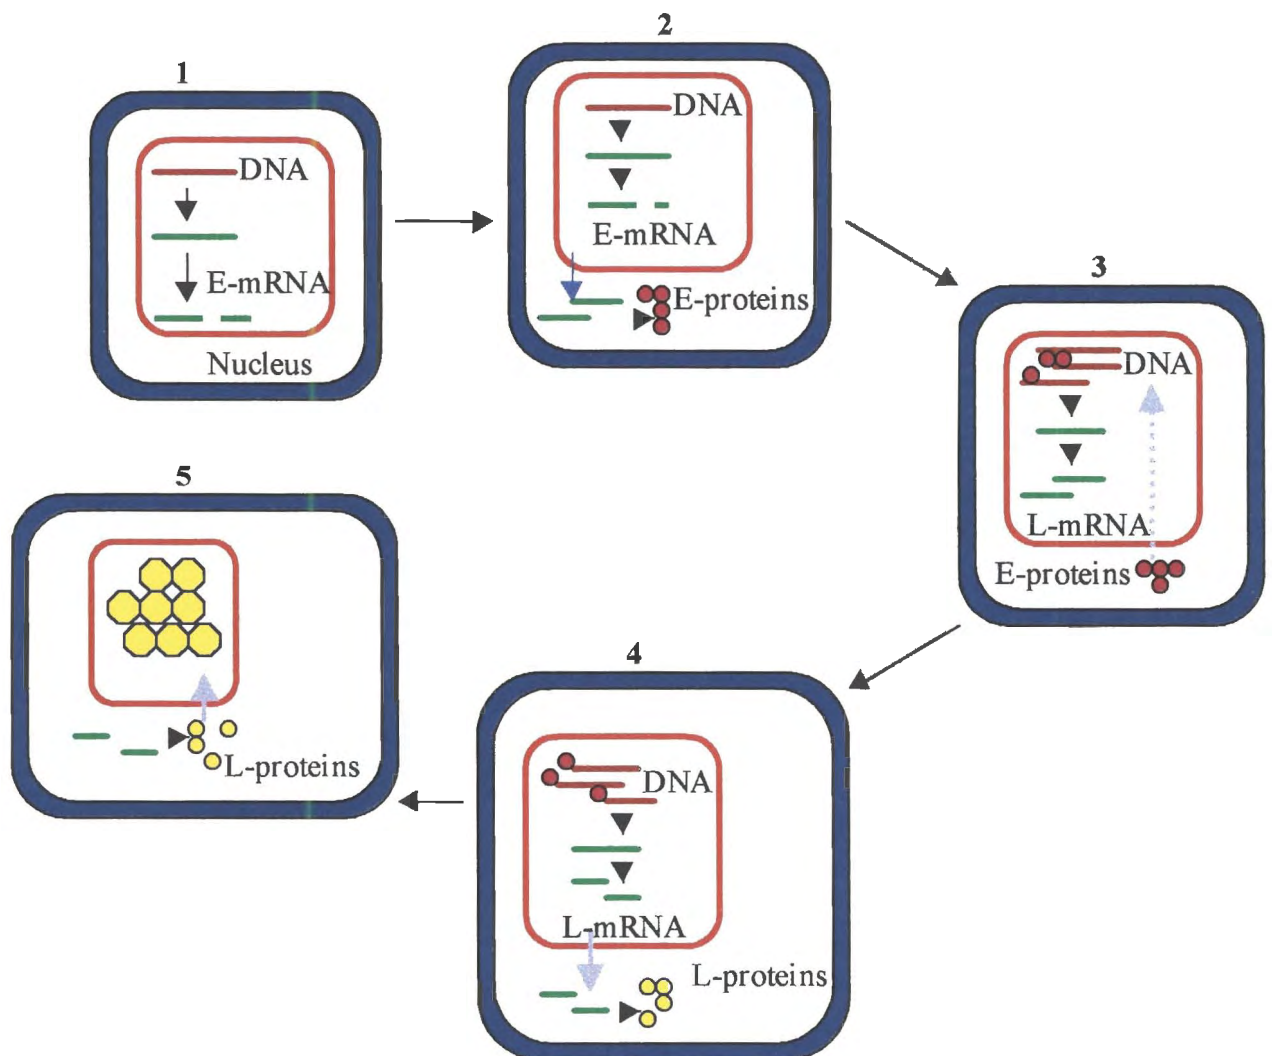 1
DNA
E-mRNA
Nucleus
2
DNA
E-mRNA
E-proteins
3
DNA
L-mRNA
E-proteins
4
DNA
L-mRNA
L-proteins
5
L-proteins